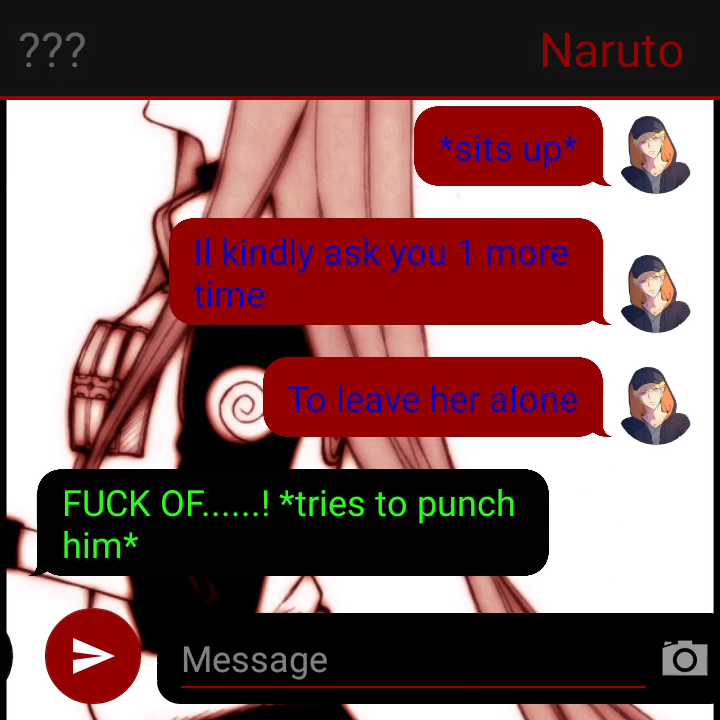 ???
Naruto
*sits up*
Il kindly ask you 1 more
time
To leave her alone
FUCK OF......! *tries to punch
him*
Message